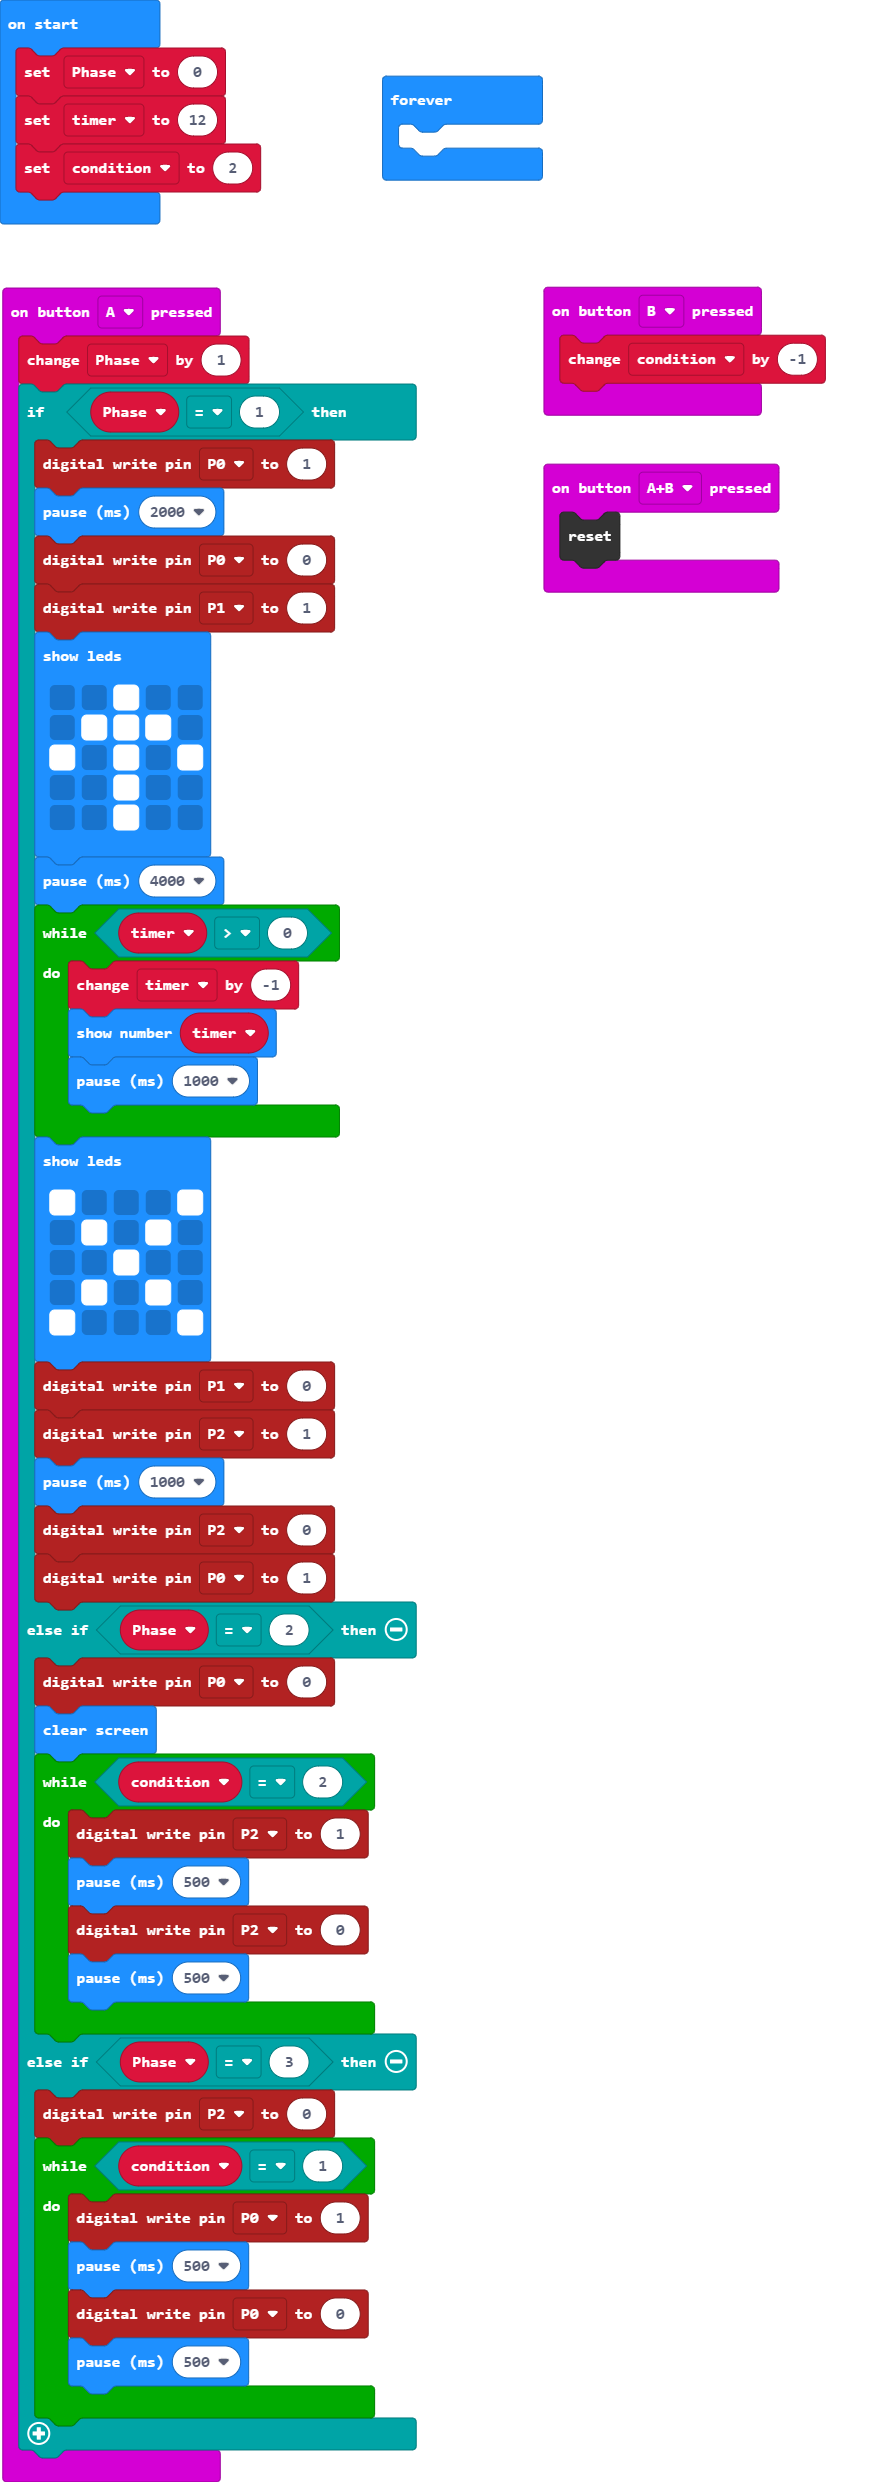 on start
set Phase to 0
set timer to 12
set condition to 2
forever
on button A pressed
change Phase by 1
if Phase = 1 then
digital write pin P0 to 1
pause (ms) 2000
digital write pin P0 to 0
digital write pin P1 to 1
show leds
pause (ms) 4000
while timer > 0
do
change timer by -1
show number timer
pause (ms) 1000
show leds
digital write pin P1 to 0
digital write pin P2 to 1
pause (ms) 1000
digital write pin P2 to 0
digital write pin P0 to 1
else if Phase = 2 then
digital write pin P0 to 0
clear screen
while condition = 2
do
digital write pin P2 to 1
pause (ms) 500
digital write pin P2 to 0
pause (ms) 500
else if Phase = 3 then
digital write pin P2 to 0
while condition = 1
do
digital write pin P0 to 1
pause (ms) 500
digital write pin P0 to 0
pause (ms) 500
on button B pressed
change condition by -1
on button A+B pressed
reset